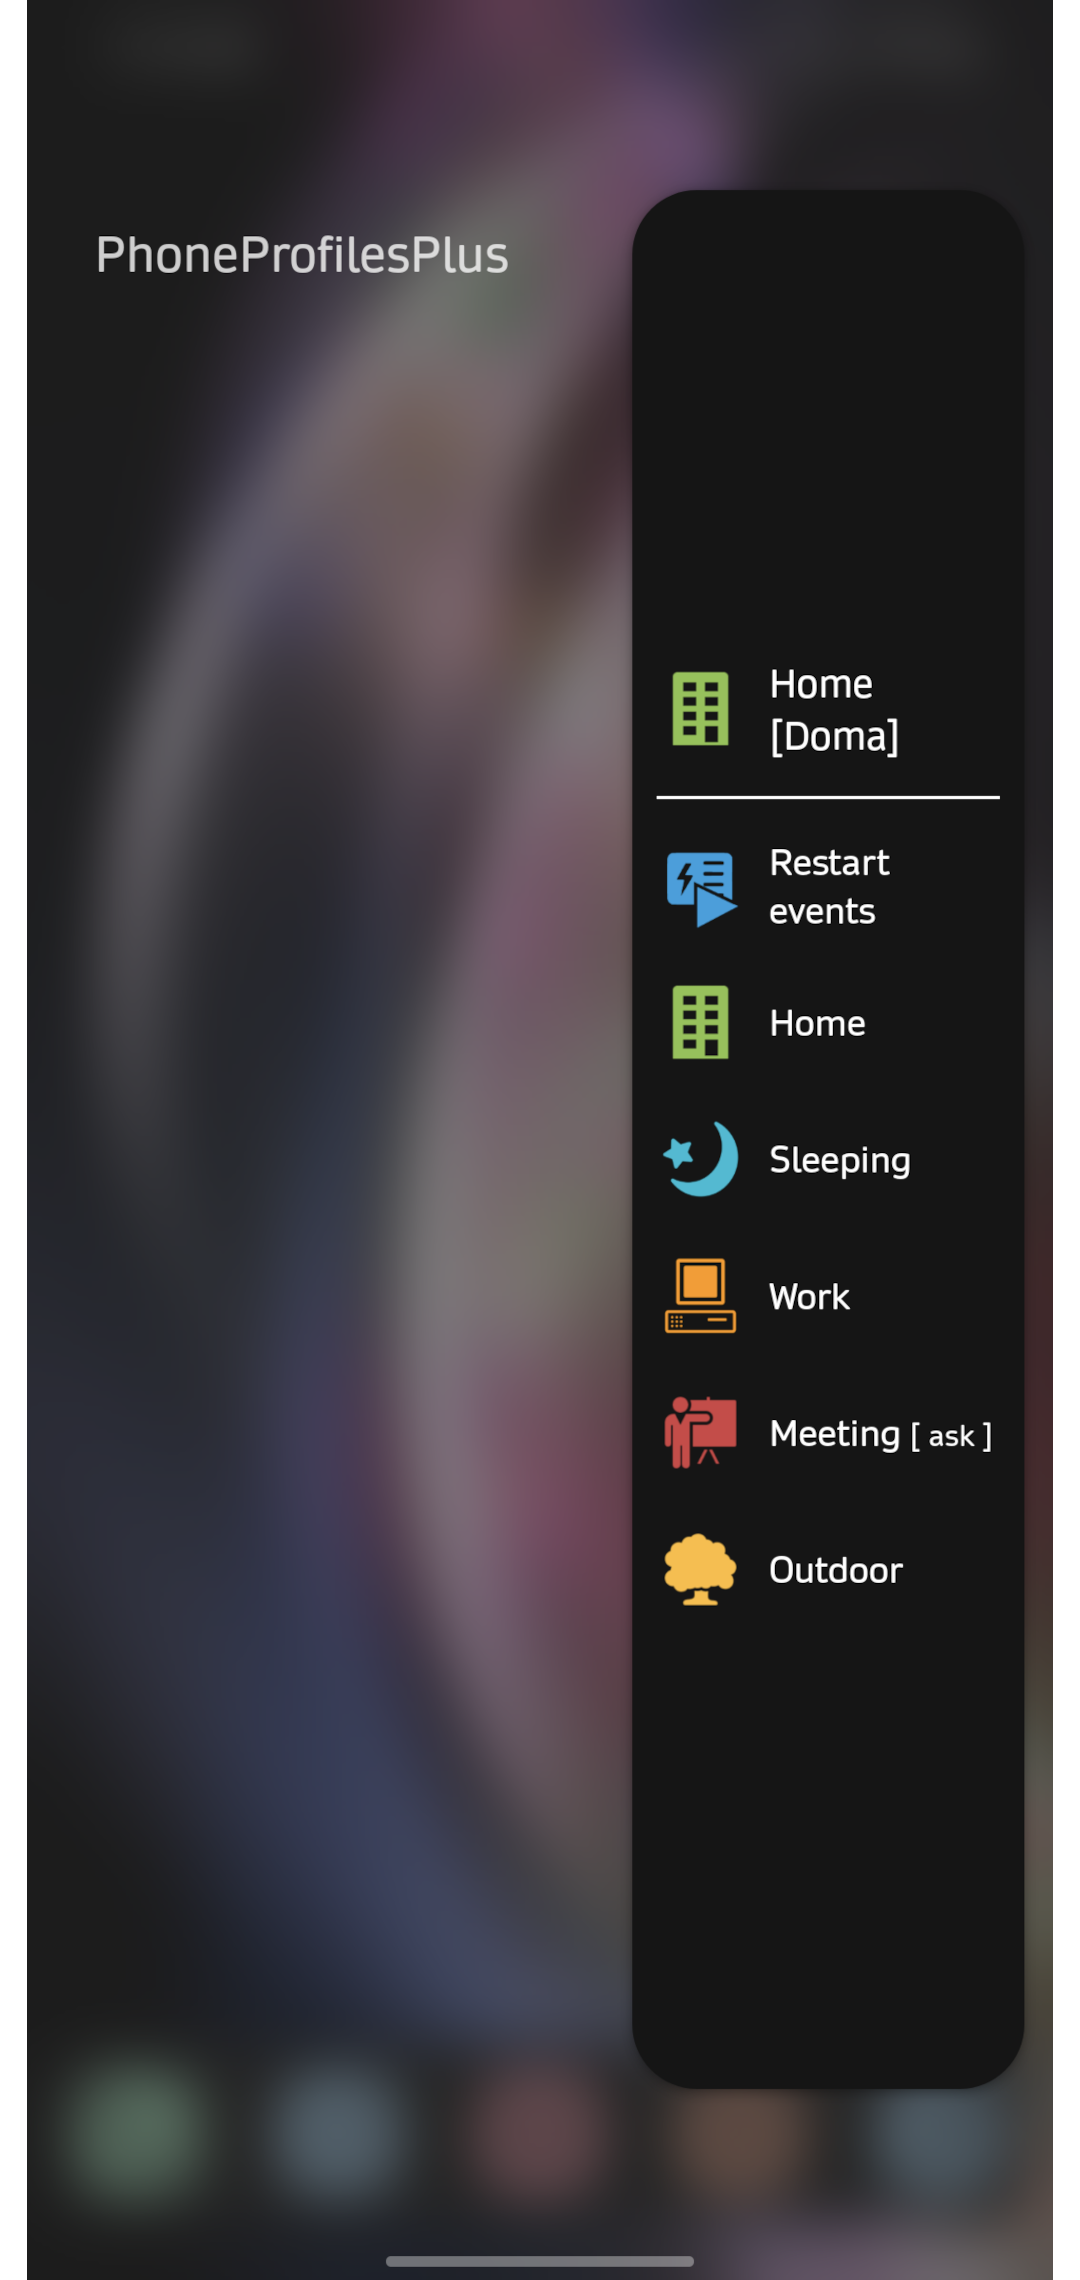 PhoneProfilesPlus
Home
[Doma]
Restart
events
Home
Sleeping
Work
Meeting [ ask ]
Outdoor